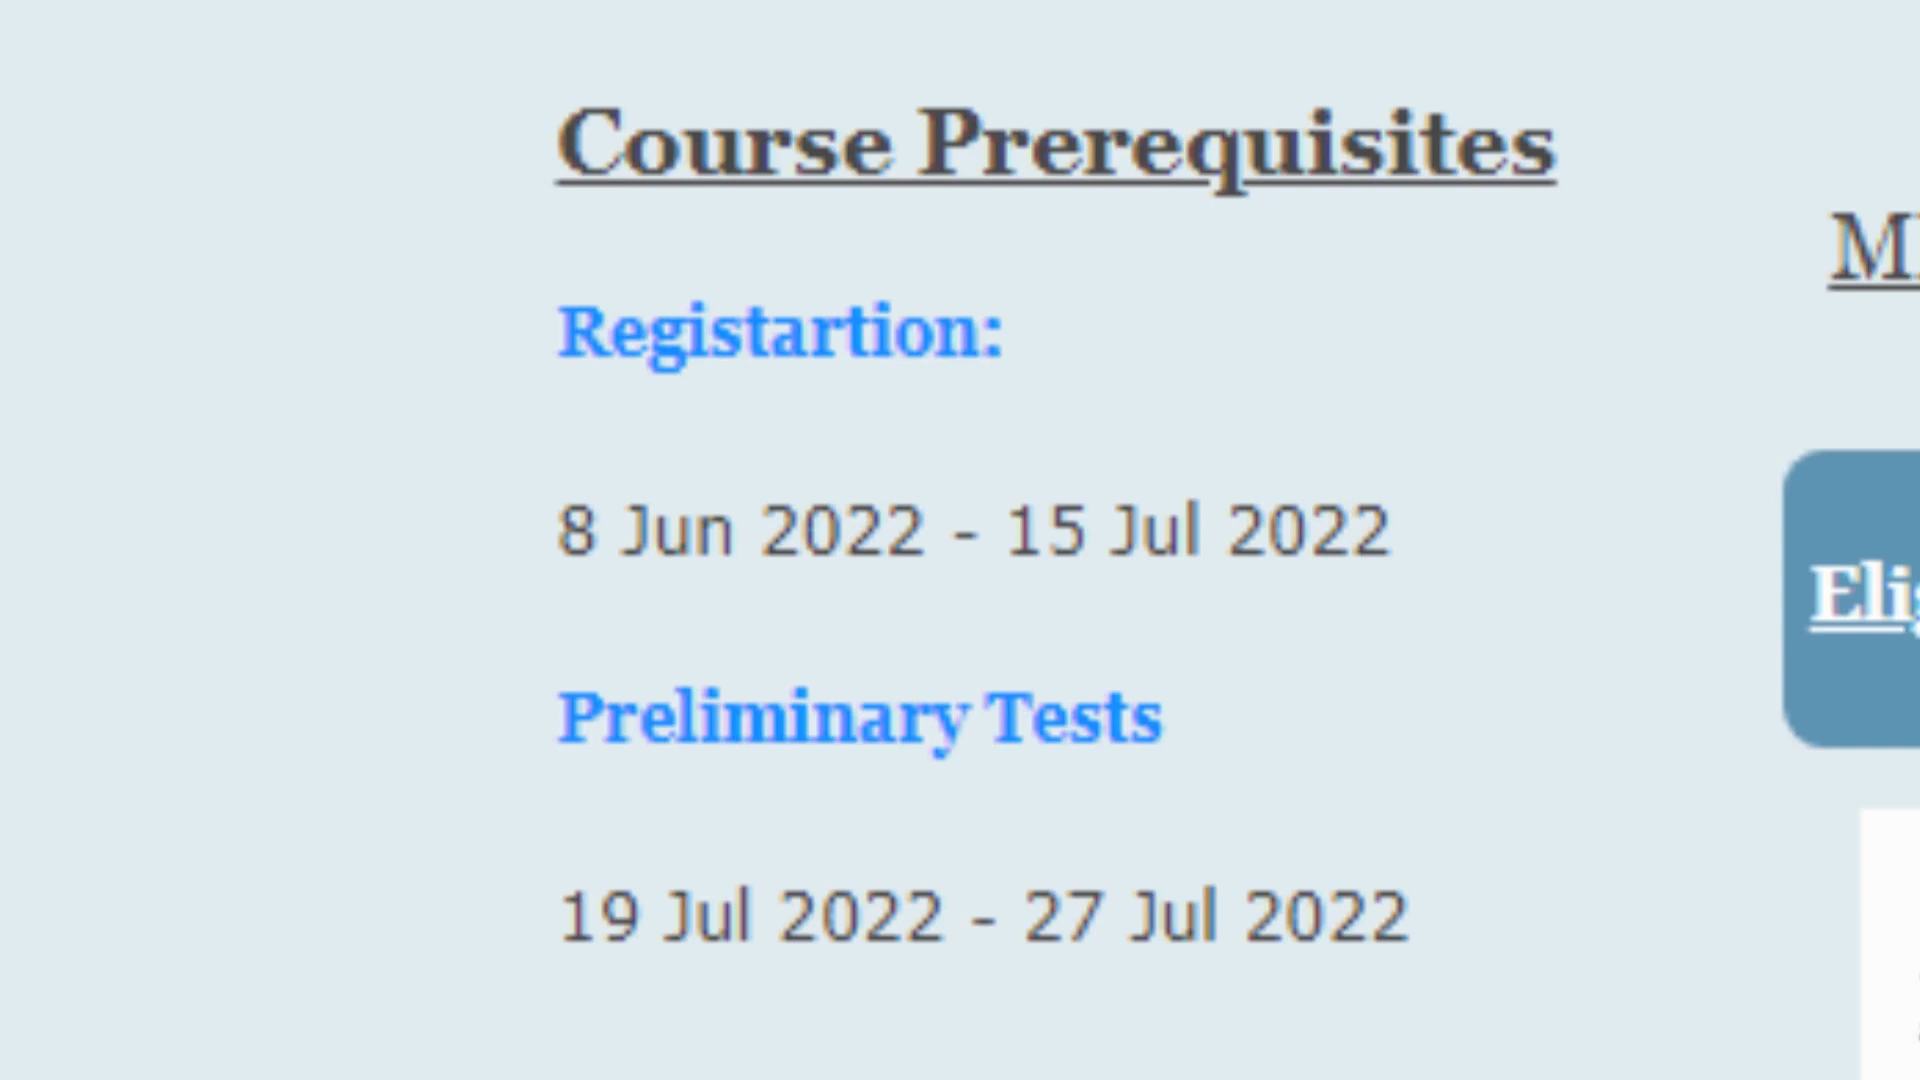 Course Prerequisites
Registartion:
8 Jun 2022 - 15 Jul 2022
Preliminary Tests
19 Jul 2022 - 27 Jul 2022